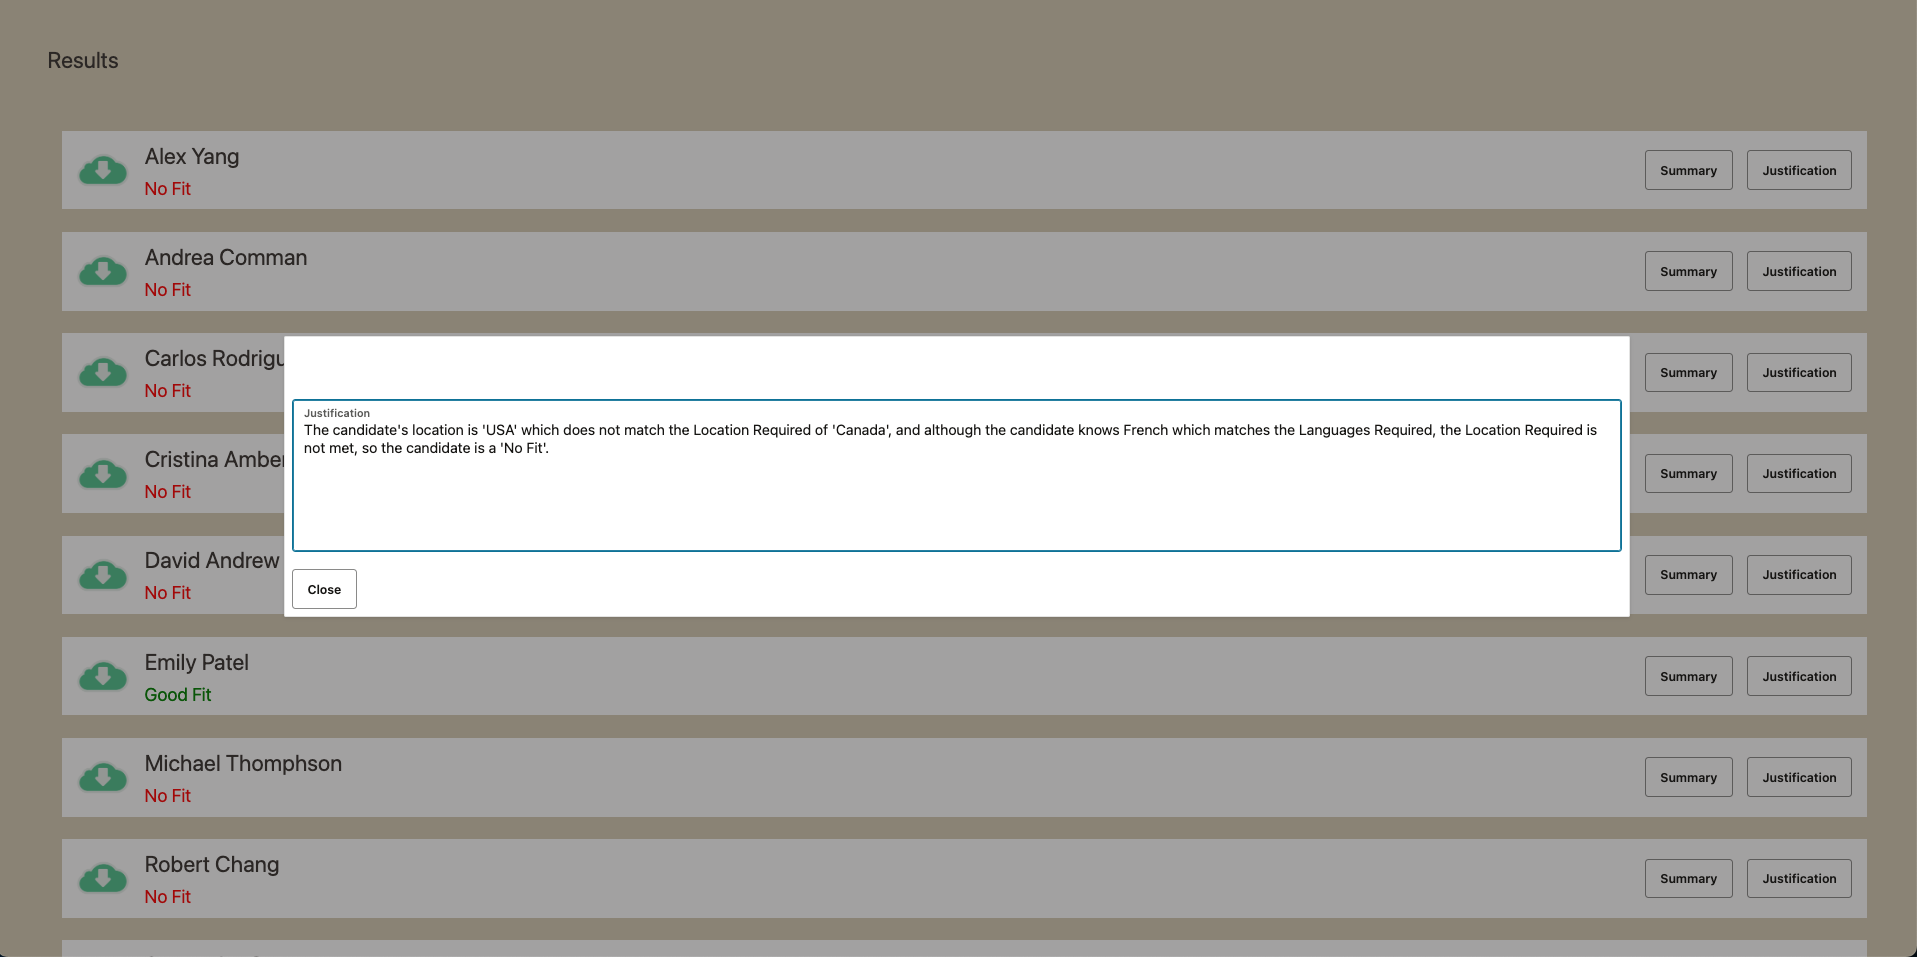 Results
Alex Yang
No Fit
Summary
Justification
Andrea Comman
No Fit
Summary
Justification
Carlos Rodrigu
No Fit
Summary
Justification
Cristina Amber
No Fit
Summary
Justification
David Andrew
No Fit
Summary
Justification
Justification
The candidate's location is 'USA' which does not match the Location Required of 'Canada', and although the candidate knows French which matches the Languages Required, the Location Required is
not met, so the candidate is a 'No Fit'.
Close
Emily Patel
Good Fit
Summary
Justification
Michael Thomphson
No Fit
Summary
Justification
Robert Chang
No Fit
Summary
Justification